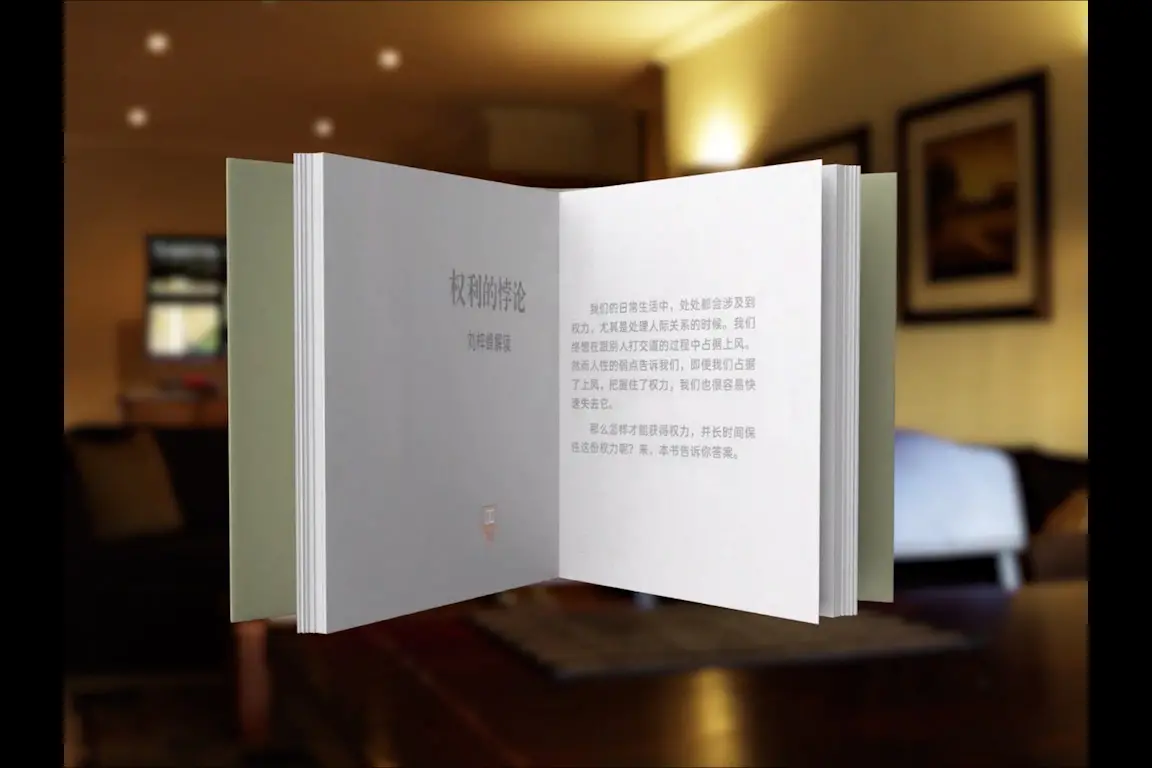 权利的悖论
解读
我们的日常生活中，处处都会涉及到
权力，尤其是处理人际关系的时候。我们
总想在跟别人打交道的过程中占据上风。
然而人性的弱点告诉我们，即使我们占据
了上风，把握住了权力，我们也很容易快
速失去它。
那么怎样才能获得权力，并长时间保
住这份权力呢？来，本书告诉你答案。